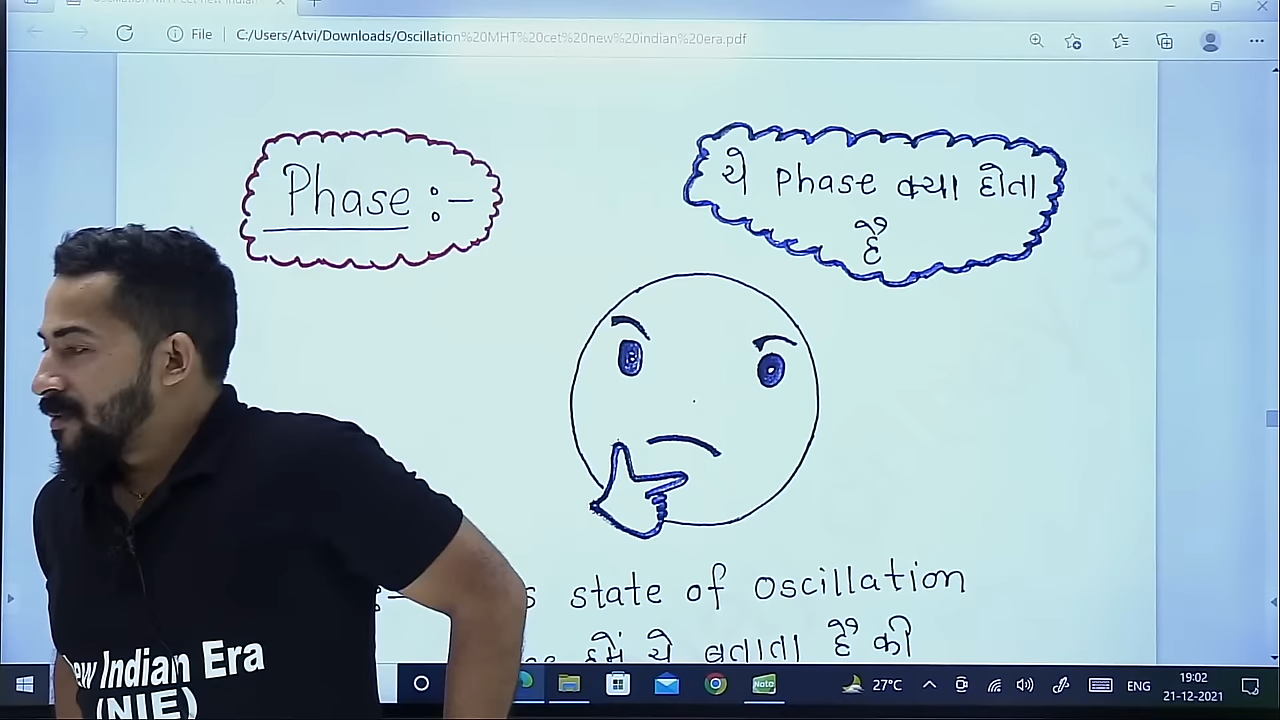 File
C:/Users/Atvi/Downloads/Oscillation%20MHT%20cet%20new%20indian%20era.pdf
Phase :-
ये Phase क्या होता
है
state of Oscillation
हमें ये बताता है की
New Indian Era
(NIE)
27°C
ENG
19:02
21-12-2021